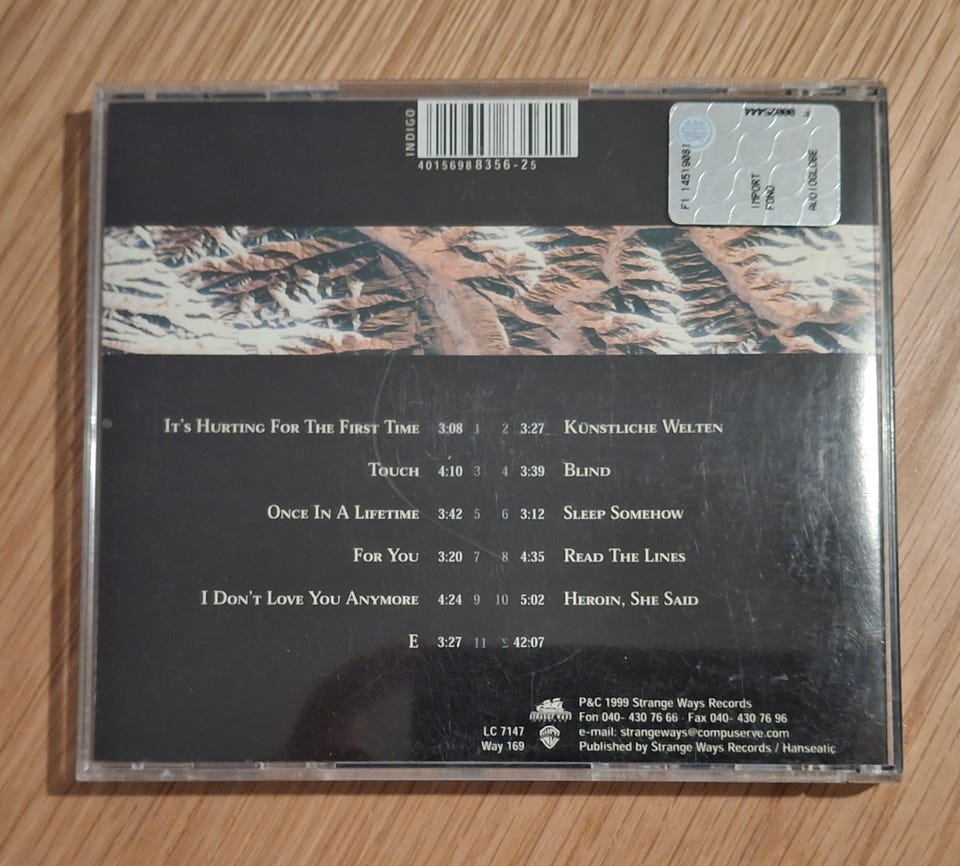 INDIGO
4015698 8356-25
F1 14519081
IMPORT
FONO
AUDIOGLOBE
It's Hurting For The First Time 3:08 1 2 3:27 Künstliche Welten
Touch 4:10 3 4 3:39 Blind
Once In A Lifetime 3:42 5 6 3:12 Sleep Somehow
For You 3:20 7 8 4:35 Read The Lines
I Don't Love You Anymore 4:24 9 10 5:02 Heroin, She Said
E 3:27 11 Σ 42:07
P&C 1999 Strange Ways Records
Fon 040- 430 76 66 · Fax 040- 430 76 96
LC 7147 e-mail: strangeways@compuserve.com
Way 169 Published by Strange Ways Records / Hanseatic